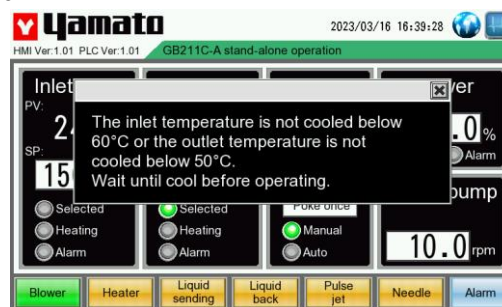 Yamato
2023/03/16 16:39:28
HMI Ver:1.01 PLC Ver:1.01
GB211C-A stand-alone operation
Inlet
PV:
The inlet temperature is not cooled below
60°C or the outlet temperature is not
cooled below 50°C.
Wait until cool before operating.
SP:
.0 %
Alarm
15
Selected
Heating
Alarm
Selected
Heating
Alarm
Poke once
Manual
Auto
pump
10.0 rpm
Blower
Heater
Liquid
sending
Liquid
back
Pulse
jet
Needle
Alarm